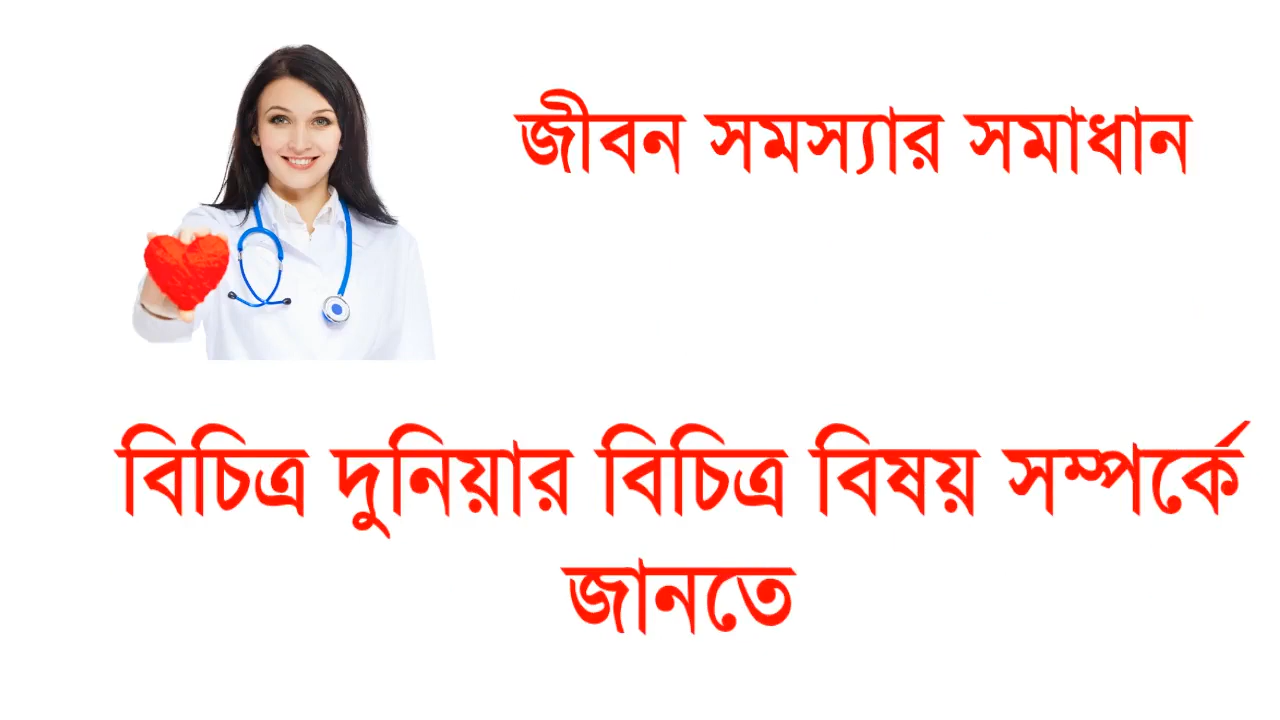 জীবন সমস্যার সমাধান
বিচিত্র দুনিয়ার বিচিত্র বিষয় সম্পর্কে
জানতে